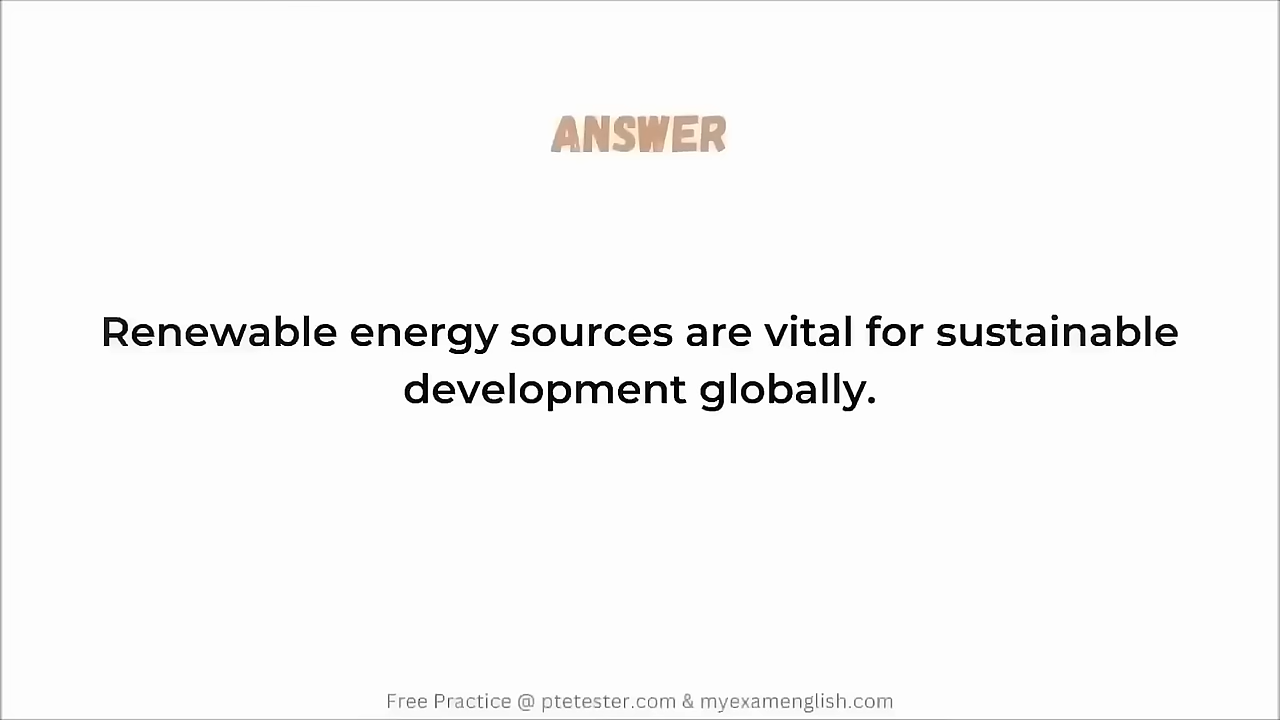 ANSWER
Renewable energy sources are vital for sustainable
development globally.
Free Practice @ ptetester.com & myexamenglish.com